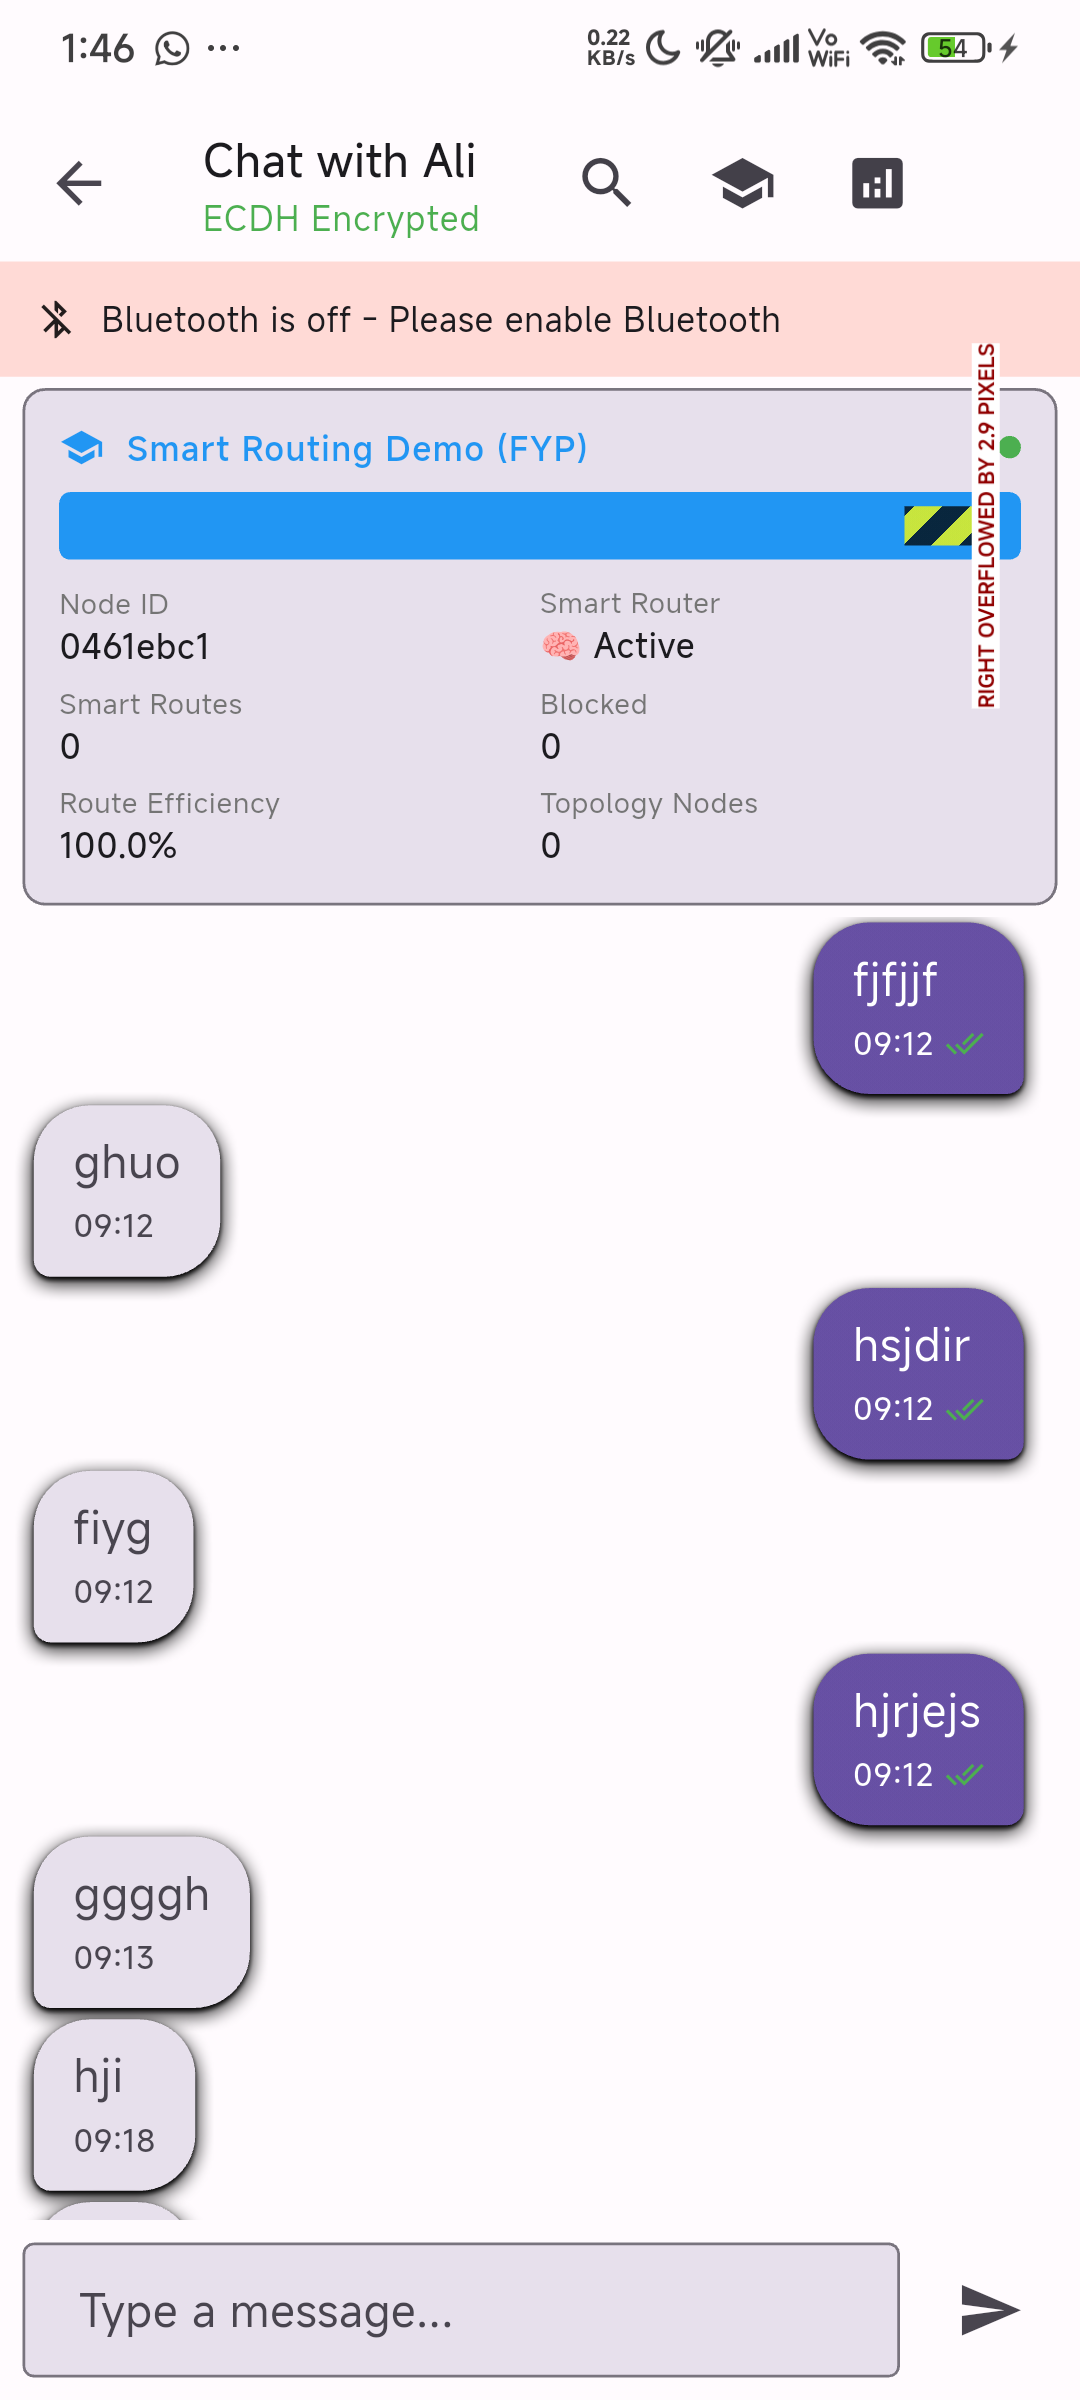 1:46
0.22
KB/s
Vo
WiFi
54
Chat with Ali
ECDH Encrypted
Bluetooth is off - Please enable Bluetooth
RIGHT OVERFLOWED BY 2.9 PIXELS
Smart Routing Demo (FYP)
Node ID
0461ebc1
Smart Router
🧠 Active
Smart Routes
0
Blocked
0
Route Efficiency
100.0%
Topology Nodes
0
fjfjjf
09:12
ghuo
09:12
hsjdir
09:12
fiyg
09:12
hjrjejs
09:12
ggggh
09:13
hji
09:18
Type a message...